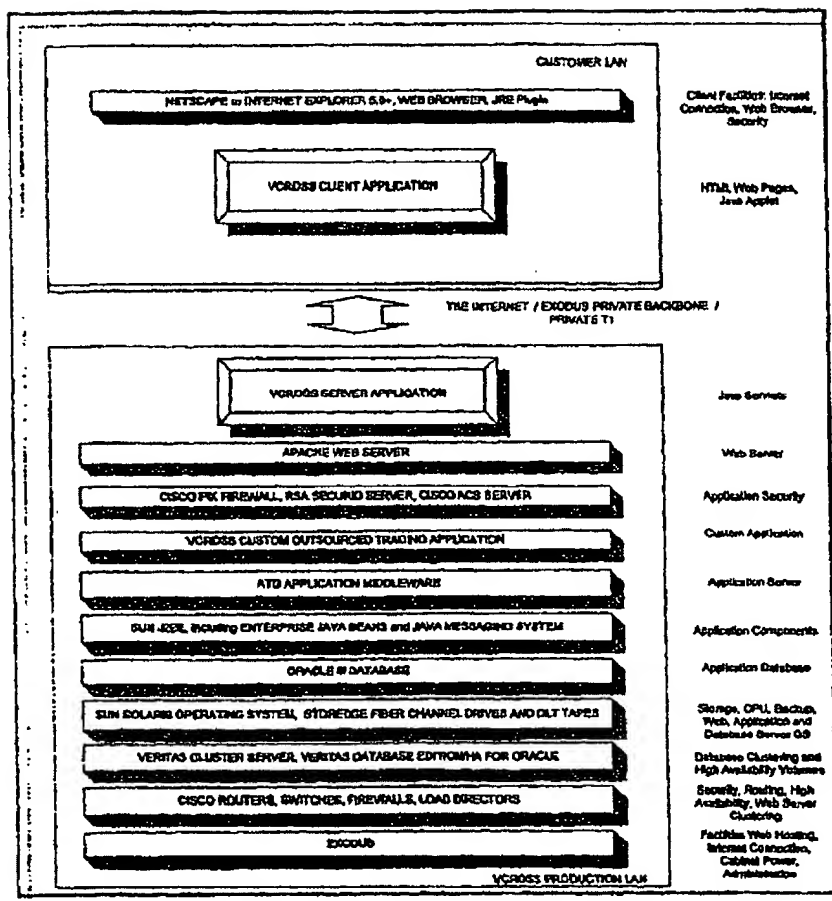 CUSTOMER LAN
NETSCAPE or INTERNET EXPLORER 5.0+, WEB BROWSER, JRE Plugin
Client Facilities: Internet
Connection, Web Browser,
Security
VCROSS CLIENT APPLICATION
HTML, Web Pages,
Java Applet
THE INTERNET / EXODUS PRIVATE BACKBONE /
PRIVATE T1
VCROSS SERVER APPLICATION
Java Servlets
APACHE WEB SERVER
Web Server
CISCO PIX FIREWALL, RSA SECURID SERVER, CISCO ACS SERVER
Application Security
VCROSS CUSTOM OUTSOURCED TRADING APPLICATION
Custom Application
ATD APPLICATION MIDDLEWARE
Application Server
SUN J2EE, including ENTERPRISE JAVA BEANS and JAVA MESSAGING SYSTEM
Application Components
ORACLE DATABASE
Application Database
SUN SOLARIS OPERATING SYSTEM, STOREDGE FIBER CHANNEL DRIVES AND DLT TAPES
Storage, CPU, Backup,
Web, Application and
Database Server OS
VERITAS CLUSTER SERVER, VERITAS DATABASE EDITION/HA FOR ORACLE
Database Clustering and
High Availability Volumes
CISCO ROUTERS, SWITCHES, FIREWALLS, LOAD DIRECTORS
Security, Routing, High
Availability, Web Server
Clustering
EXODUS
Facilities Web Hosting,
Internet Connection,
Cabinet Power,
Administration
VCROSS PRODUCTION LAN